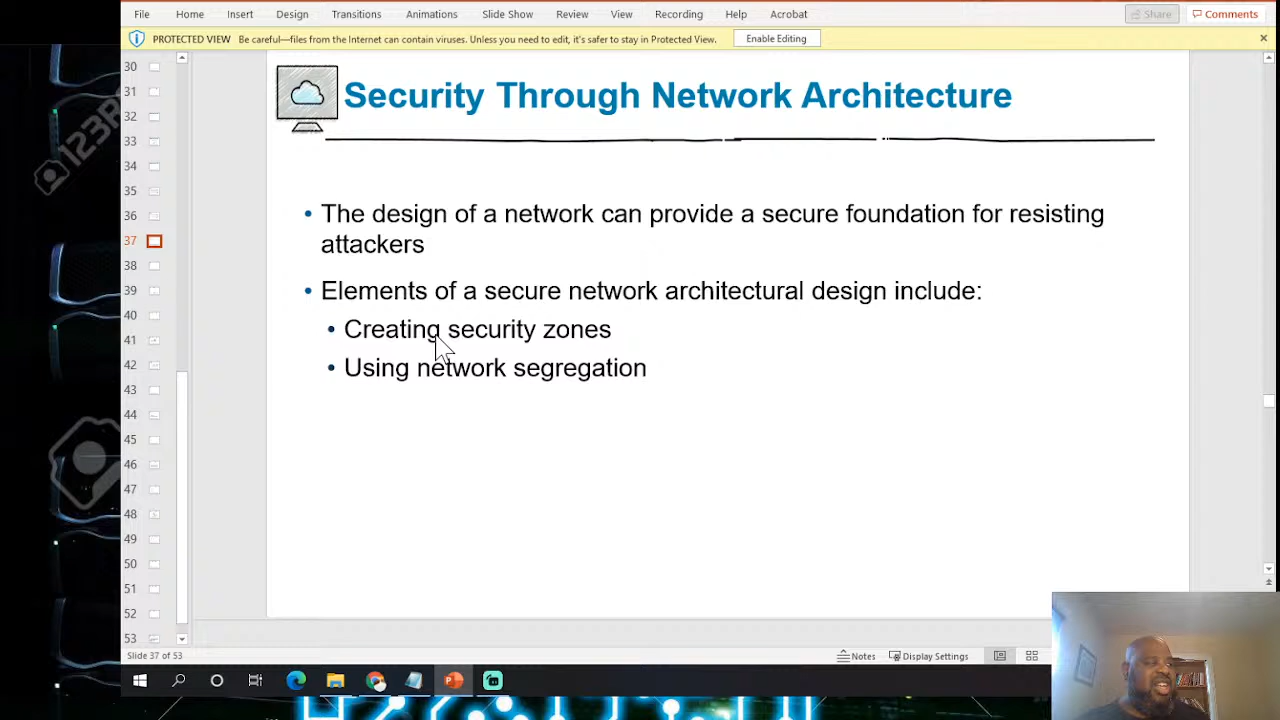 File Home Insert Design Transitions Animations Slide Show Review View Recording Help Acrobat Share Comments
PROTECTED VIEW Be careful—files from the Internet can contain viruses. Unless you need to edit, it's safer to stay in Protected View. Enable Editing
30
31
32
33
34
35
36
37
38
39
40
41
42
43
44
45
46
47
48
49
50
51
52
53
Security Through Network Architecture
• The design of a network can provide a secure foundation for resisting
attackers
• Elements of a secure network architectural design include:
• Creating security zones
• Using network segregation
Slide 37 of 53 Notes Display Settings